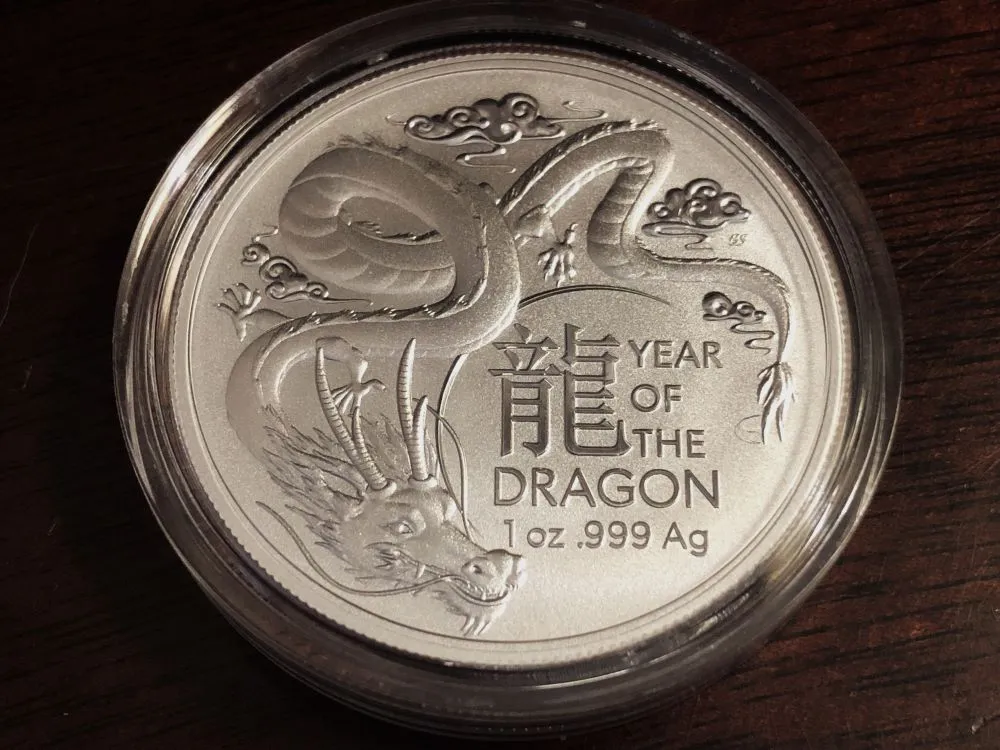 龍
YEAR
OF
THE
DRAGON
1 oz .999 Ag